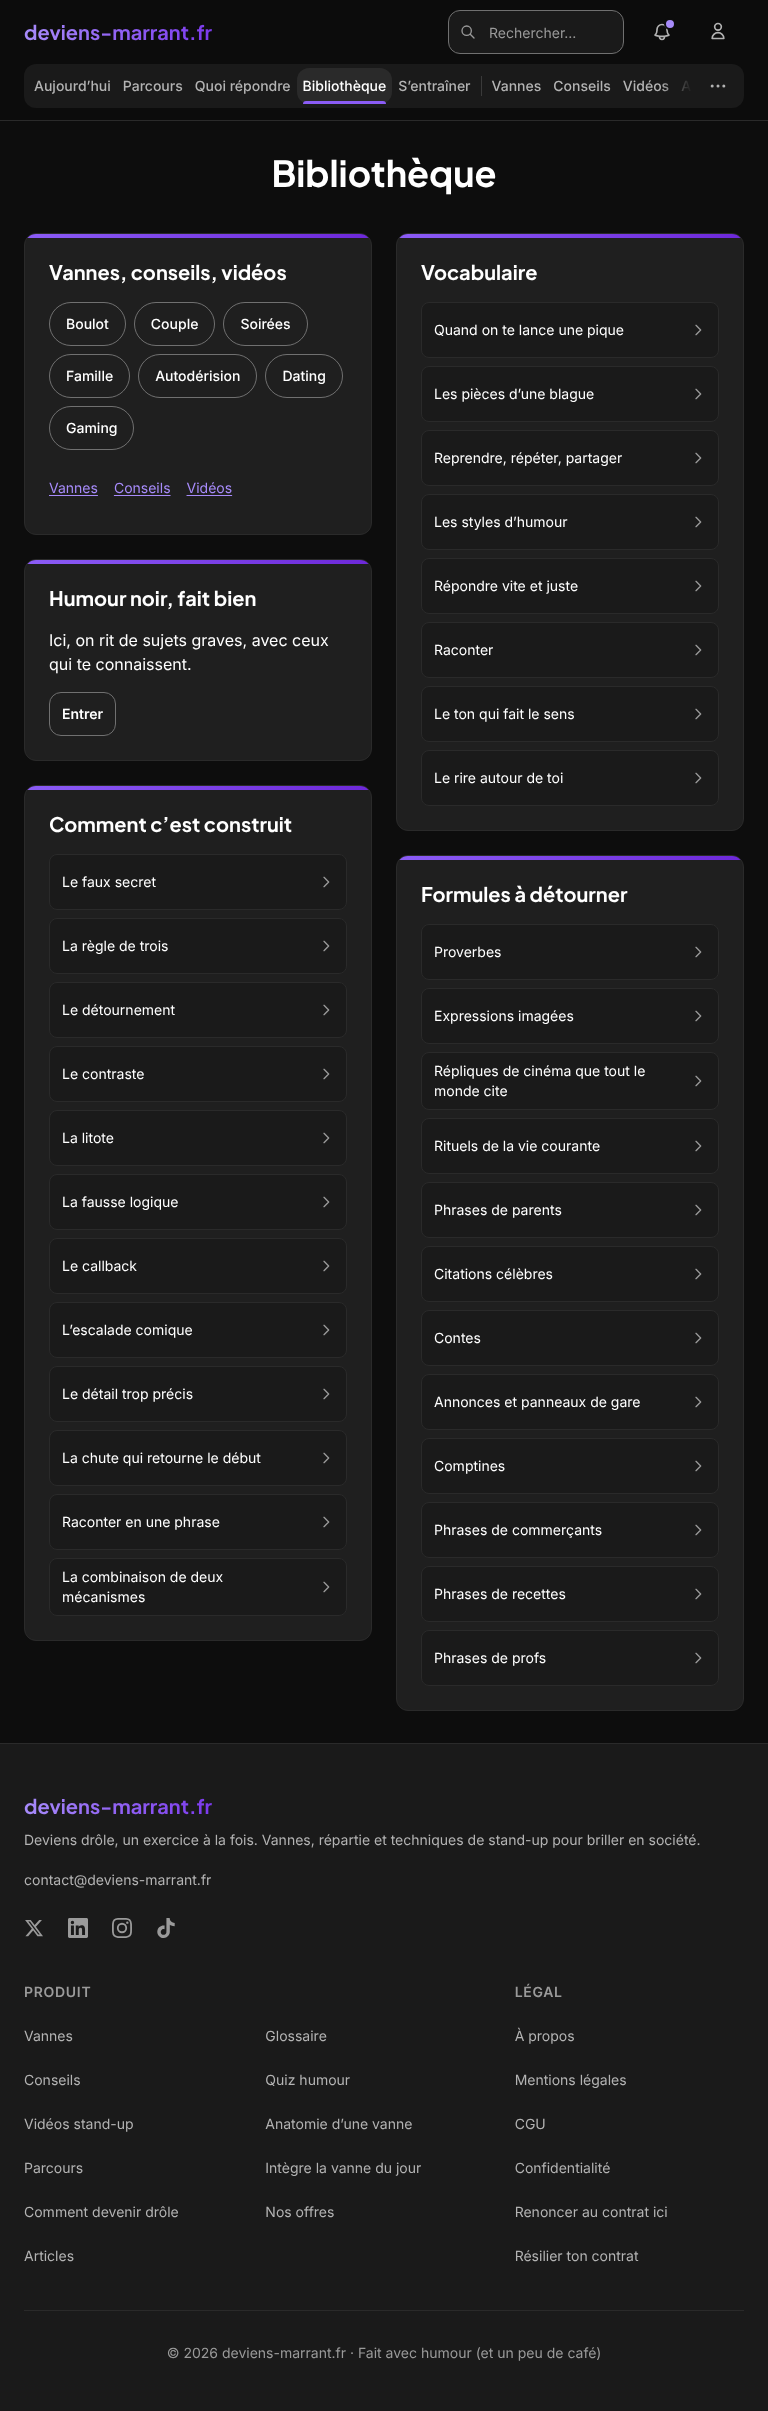 deviens-marrant.fr
Rechercher...
Aujourd’hui Parcours Quoi répondre Bibliothèque S’entraîner Vannes Conseils Vidéos
Bibliothèque
Vannes, conseils, vidéos
Boulot Couple Soirées
Famille Autodérision Dating
Gaming
Vannes Conseils Vidéos
Humour noir, fait bien
Ici, on rit de sujets graves, avec ceux
qui te connaissent.
Entrer
Comment c’est construit
Le faux secret
La règle de trois
Le détournement
Le contraste
La litote
La fausse logique
Le callback
L’escalade comique
Le détail trop précis
La chute qui retourne le début
Raconter en une phrase
La combinaison de deux
mécanismes
Vocabulaire
Quand on te lance une pique
Les pièces d’une blague
Reprendre, répéter, partager
Les styles d’humour
Répondre vite et juste
Raconter
Le ton qui fait le sens
Le rire autour de toi
Formules à détourner
Proverbes
Expressions imagées
Répliques de cinéma que tout le
monde cite
Rituels de la vie courante
Phrases de parents
Citations célèbres
Contes
Annonces et panneaux de gare
Comptines
Phrases de commerçants
Phrases de recettes
Phrases de profs
deviens-marrant.fr
Deviens drôle, un exercice à la fois. Vannes, répartie et techniques de stand-up pour briller en société.
contact@deviens-marrant.fr
PRODUIT
Vannes
Conseils
Vidéos stand-up
Parcours
Comment devenir drôle
Articles
Glossaire
Quiz humour
Anatomie d’une vanne
Intègre la vanne du jour
Nos offres
LÉGAL
À propos
Mentions légales
CGU
Confidentialité
Renoncer au contrat ici
Résilier ton contrat
© 2026 deviens-marrant.fr · Fait avec humour (et un peu de café)